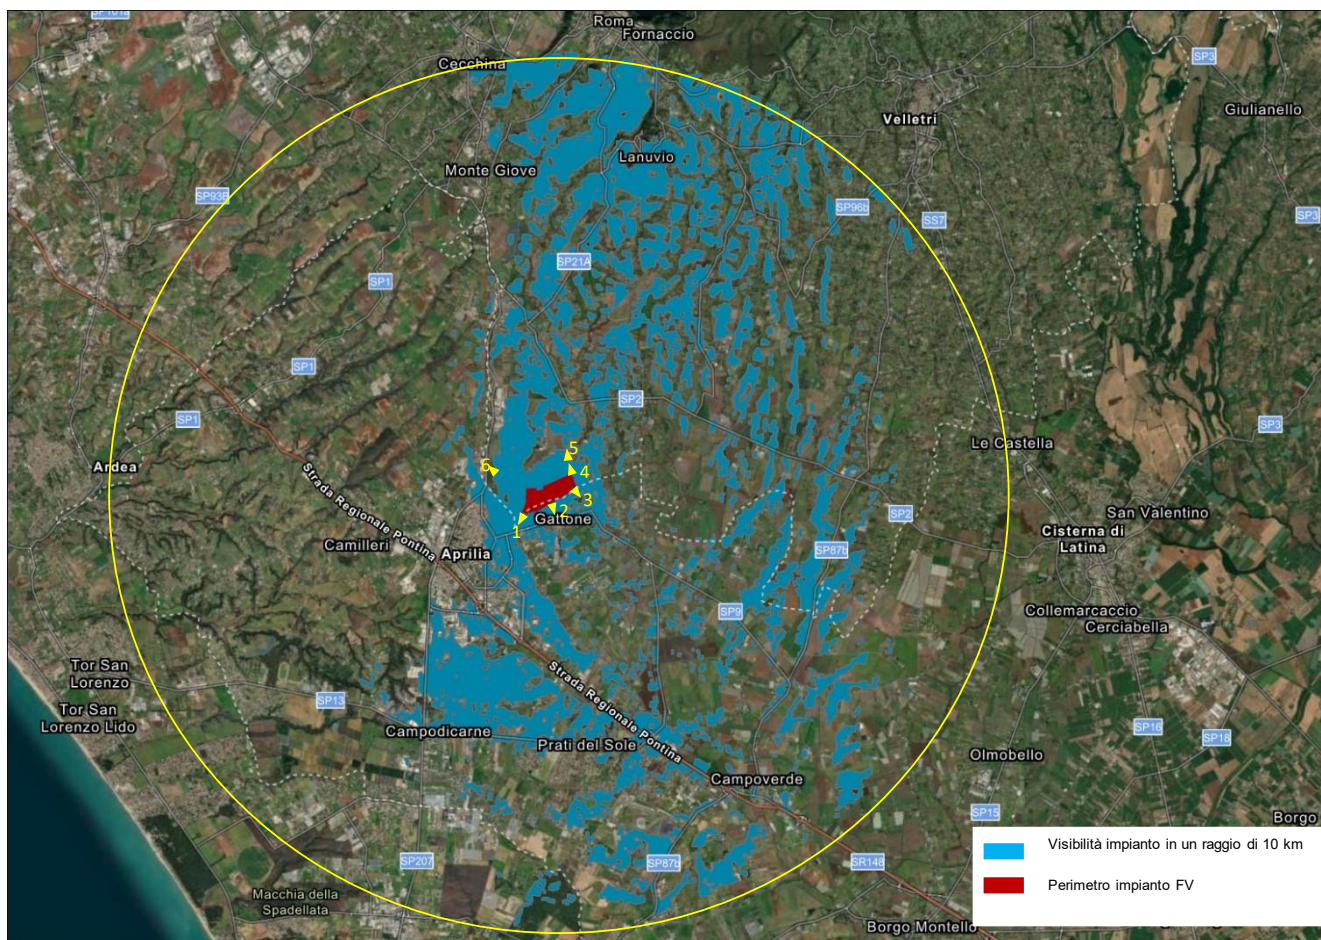 SP101a
Roma
Fornaccio
Cecchina
SP3
Giulianello
Velletri
Lanuvio
Monte Giove
SP93B
SP96b
SS7
SP3
SP21A
SP1
SP1
SP2
SP1
SP3
Le Castella
Ardea
Strada Regionale Pontina
6
5
4
3
2
1
Gattone
SP2
San Valentino
Cisterna di
Latina
Camilleri
Aprilia
SP87b
SP9
Collemarcaccio
Cerciabella
Tor San
Lorenzo
Strada Regionale Pontina
SP13
Tor San
Lorenzo Lido
Campodicarne
Prati del Sole
SP16
SP18
Olmobello
Campoverde
SP15
Borgo
SP207
SP87b
SR148
Macchia della
Spadellata
Borgo Montello
Visibilità impianto in un raggio di 10 km
Perimetro impianto FV